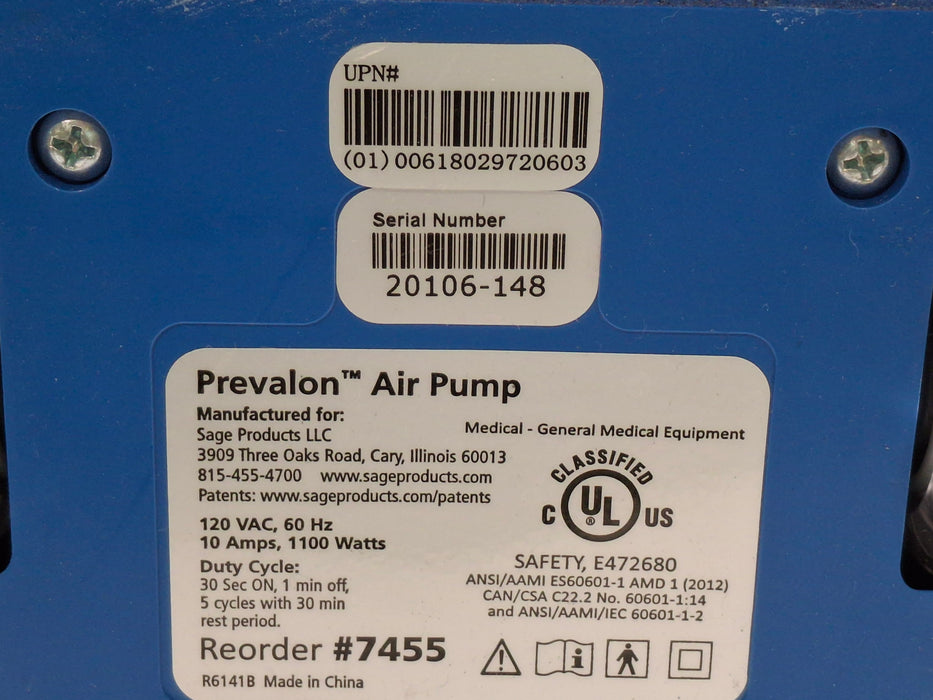 UPN#
(01) 00618029720603
Serial Number
20106-148
Prevalon™ Air Pump
Manufactured for:
Sage Products LLC
3909 Three Oaks Road, Cary, Illinois 60013
815-455-4700 www.sageproducts.com
Patents: www.sageproducts.com/patents
120 VAC, 60 Hz
10 Amps, 1100 Watts
Duty Cycle:
30 Sec ON, 1 min off,
5 cycles with 30 min
rest period.
Reorder #7455
R6141B Made in China
Medical - General Medical Equipment
CLASSIFIED
C UL® US
SAFETY, E472680
ANSI/AAMI ES60601-1 AMD 1 (2012)
CAN/CSA C22.2 No. 60601-1:14
and ANSI/AAMI/IEC 60601-1-2